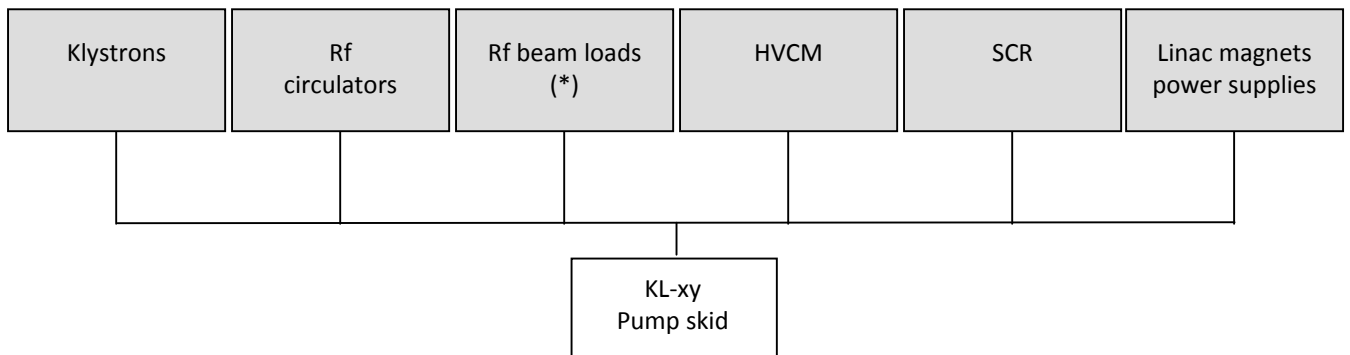 Klystrons
Rf
circulators
Rf beam loads
(*)
HVCM
SCR
Linac magnets
power supplies
KL-xy
Pump skid